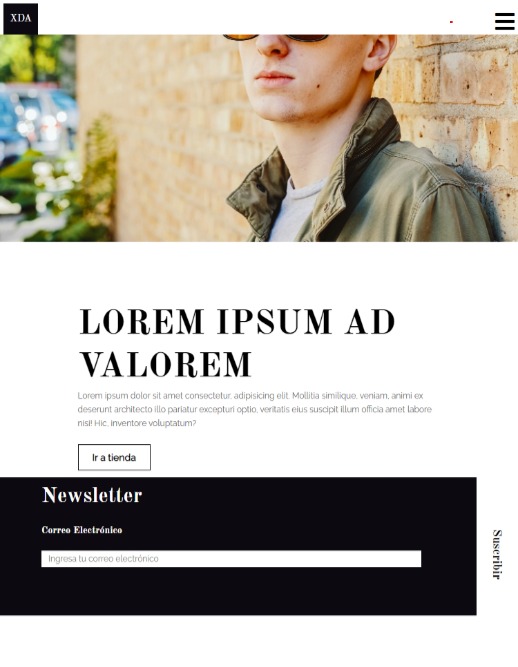 XDA
LOREM IPSUM AD
VALOREM
Lorem ipsum dolor sit amet consectetur, adipisicing elit. Mollitia similique, veniam, animi ex
deserunt architecto illo pariatur excepturi optio, veritatis eius suscipit illum officia amet labore
nisi! Hic, inventore voluptatum?
Ir a tienda
Newsletter
Correo Electrónico
Ingresa tu correo electrónico
Suscribir